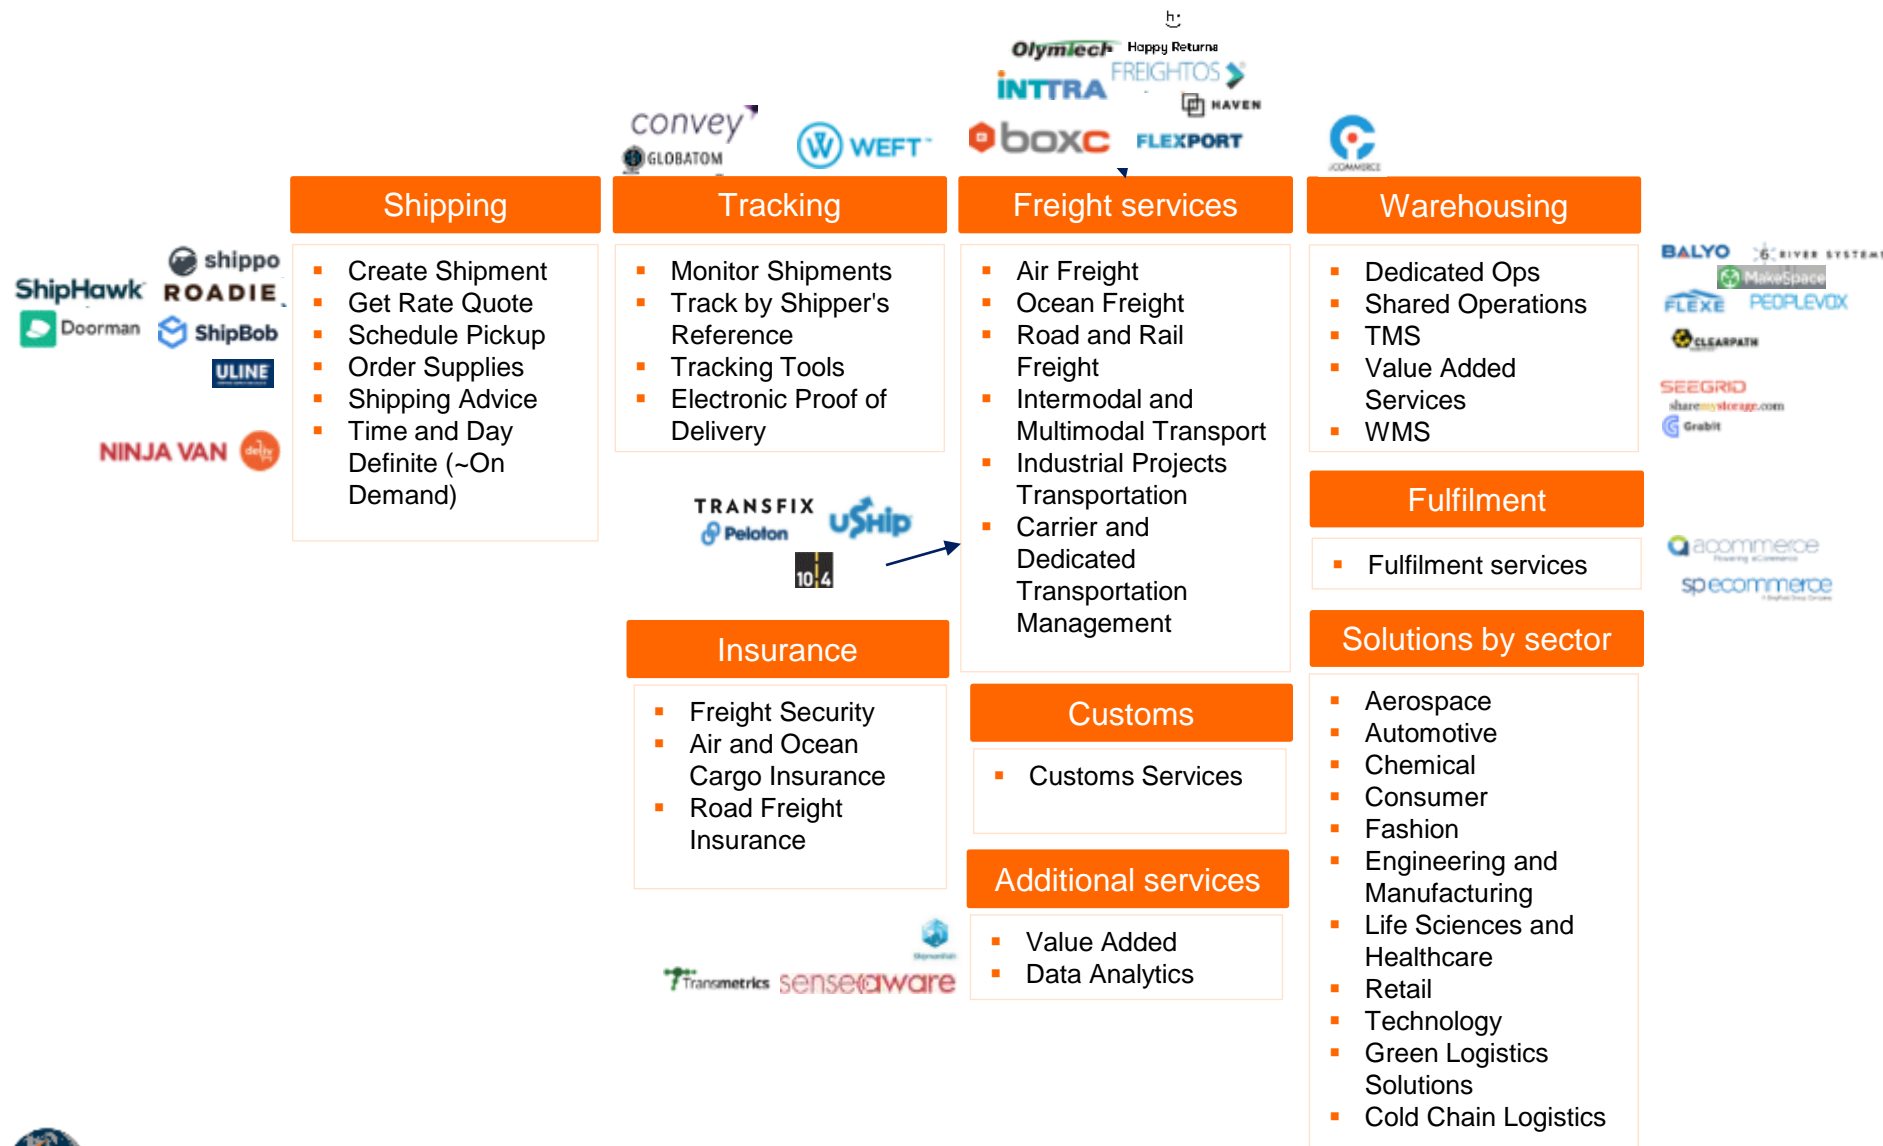 Happy Returns
OlymTech
FREIGHTOS
INTTRA
HAVEN
convey
GLOBATOM
WEFT
boxc
FLEXPORT
Shipping
shippo
ShipHawk
ROADIE
Doorman
ShipBob
ULINE
NINJA VAN
Create Shipment
Get Rate Quote
Schedule Pickup
Order Supplies
Shipping Advice
Time and Day
Definite (~On
Demand)
Tracking
Monitor Shipments
Track by Shipper's
Reference
Tracking Tools
Electronic Proof of
Delivery
TRANSFIX
Peloton
uShip
10 4
Insurance
Freight Security
Air and Ocean
Cargo Insurance
Road Freight
Insurance
Transmetrics
senseaware
Freight services
Air Freight
Ocean Freight
Road and Rail
Freight
Intermodal and
Multimodal Transport
Industrial Projects
Transportation
Carrier and
Dedicated
Transportation
Management
Customs
Customs Services
Additional services
Value Added
Data Analytics
Warehousing
Dedicated Ops
Shared Operations
TMS
Value Added
Services
WMS
BALYO
6 RIVER SYSTEMS
MakeSpace
FLEXE
PEOPLEVOX
CLEARPATH
SEEGRID
sharemystorage.com
Grabit
Fulfilment
Fulfilment services
acommerce
Powering eCommerce
specommerce
Solutions by sector
Aerospace
Automotive
Chemical
Consumer
Fashion
Engineering and
Manufacturing
Life Sciences and
Healthcare
Retail
Technology
Green Logistics
Solutions
Cold Chain Logistics